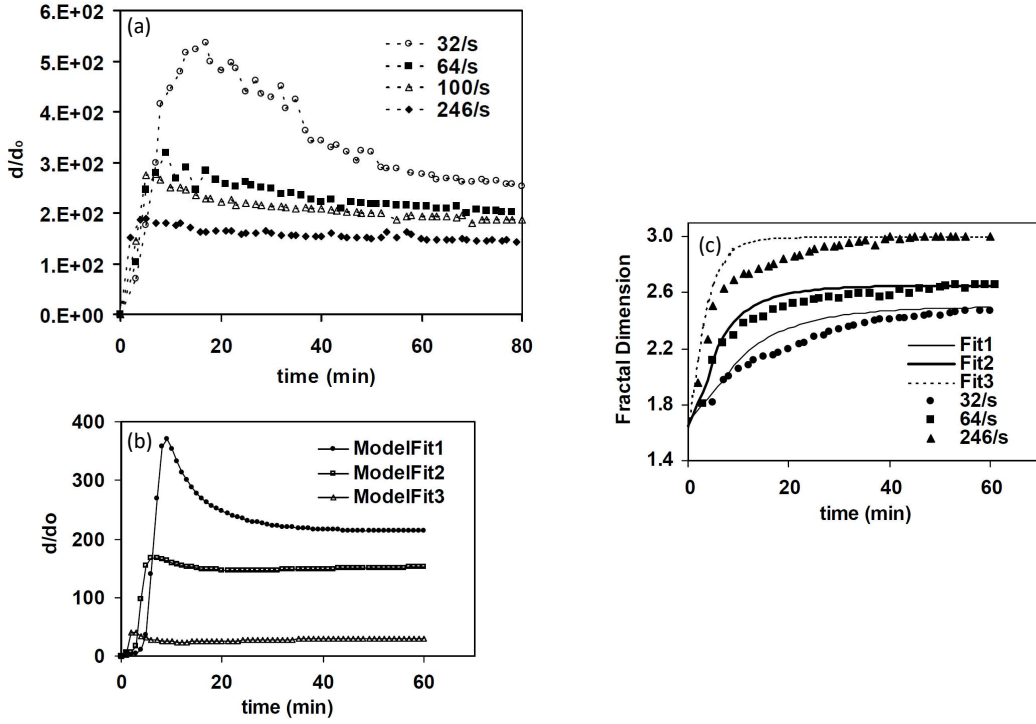 (a)
6.E+02
5.E+02
4.E+02
3.E+02
2.E+02
1.E+02
0.E+00
d/do
32/s
64/s
100/s
246/s
0 20 40 60 80
time (min)
(b)
400
300
200
100
0
d/do
ModelFit1
ModelFit2
ModelFit3
0 20 40 60
time (min)
(c)
3.0
2.6
2.2
1.8
1.4
Fractal Dimension
Fit1
Fit2
Fit3
32/s
64/s
246/s
0 20 40 60
time (min)